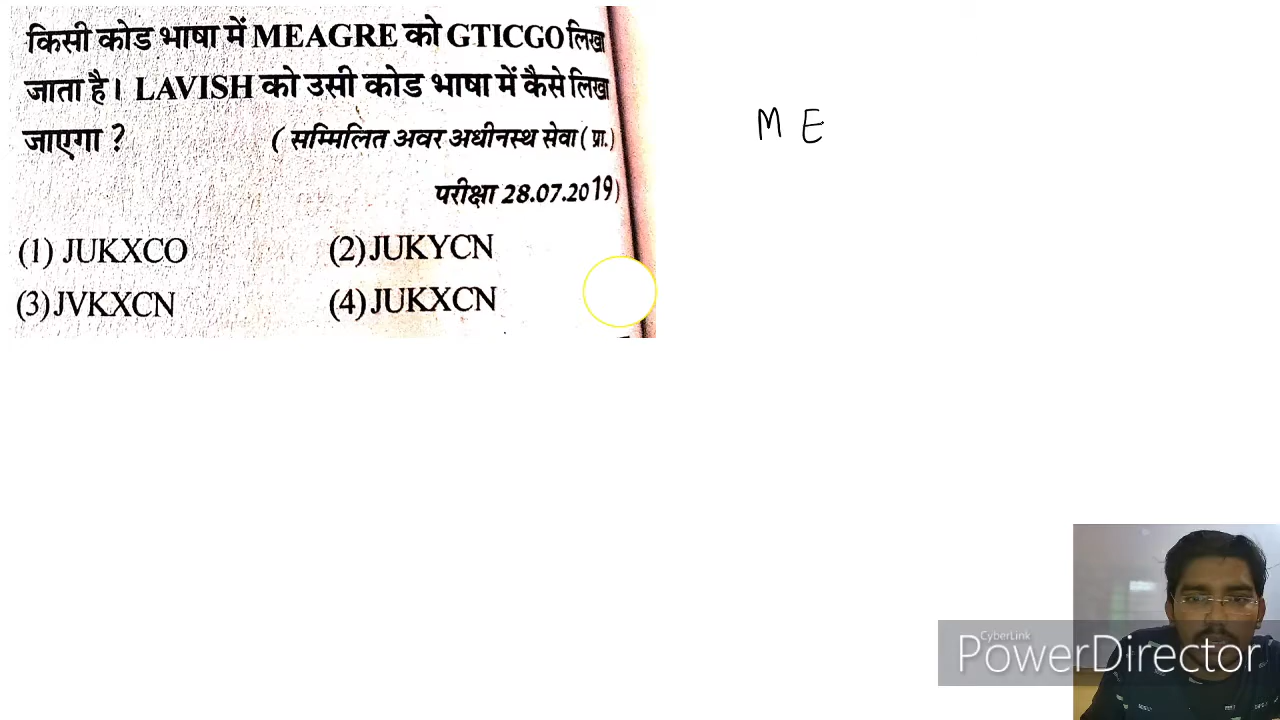 किसी कोड भाषा में MEAGRE को GTICGO लिखा
जाता है। LAVISH को उसी कोड भाषा में कैसे लिखा
जाएगा ? ( सम्मिलित अवर अधीनस्थ सेवा ( प्रा.)
परीक्षा 28.07.2019)
(1) JUKXCO (2) JUKYCN
(3) JVKXCN (4) JUKXCN
M E
CyberLink
PowerDirector